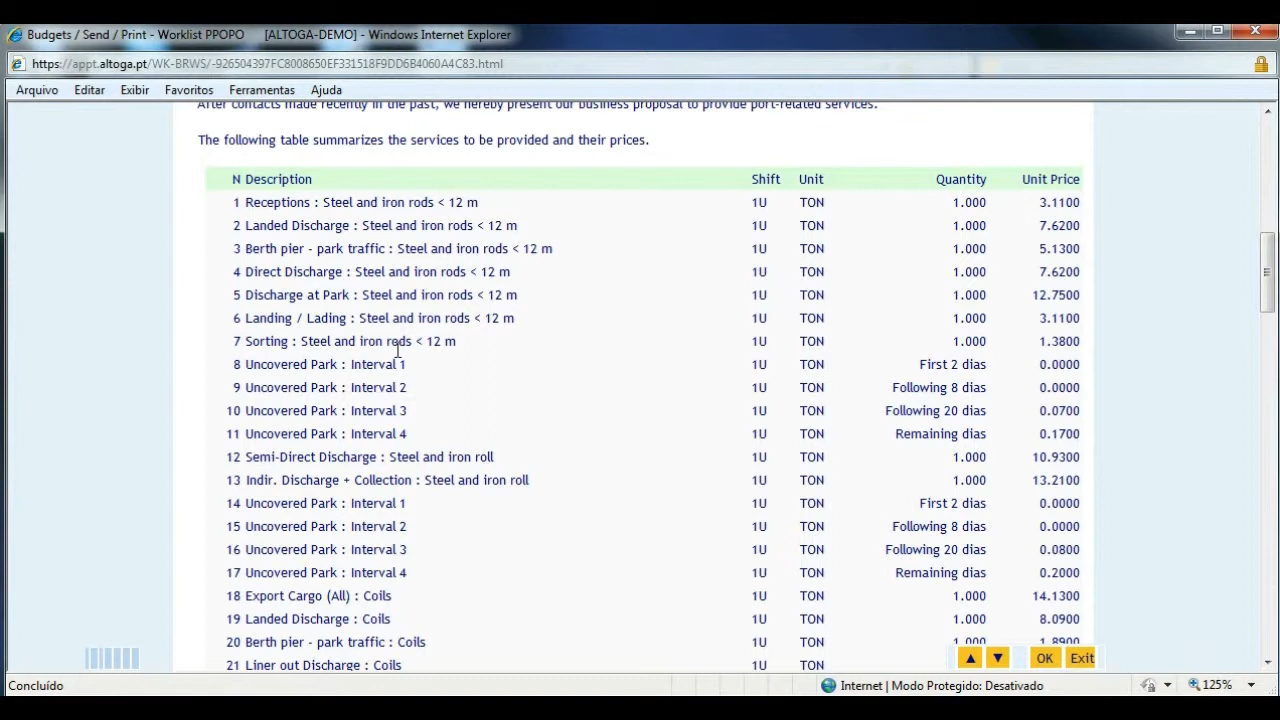 Budgets / Send / Print - Worklist PPOPO [ALTOGA-DEMO] - Windows Internet Explorer
https://appt.altoga.pt/WK-BRWS/-926504397FC8008650EF331518F9DD6B4060A4C83.html
Arquivo Editar Exibir Favoritos Ferramentas Ajuda
After contacts made recently in the past, we hereby present our business proposal to provide port-related services.
The following table summarizes the services to be provided and their prices.
N Description Shift Unit Quantity Unit Price
1 Receptions : Steel and iron rods < 12 m 1U TON 1.000 3.1100
2 Landed Discharge : Steel and iron rods < 12 m 1U TON 1.000 7.6200
3 Berth pier - park traffic : Steel and iron rods < 12 m 1U TON 1.000 5.1300
4 Direct Discharge : Steel and iron rods < 12 m 1U TON 1.000 7.6200
5 Discharge at Park : Steel and iron rods < 12 m 1U TON 1.000 12.7500
6 Landing / Lading : Steel and iron rods < 12 m 1U TON 1.000 3.1100
7 Sorting : Steel and iron rods < 12 m 1U TON 1.000 1.3800
8 Uncovered Park : Interval 1 1U TON First 2 dias 0.0000
9 Uncovered Park : Interval 2 1U TON Following 8 dias 0.0000
10 Uncovered Park : Interval 3 1U TON Following 20 dias 0.0700
11 Uncovered Park : Interval 4 1U TON Remaining dias 0.1700
12 Semi-Direct Discharge : Steel and iron roll 1U TON 1.000 10.9300
13 Indir. Discharge + Collection : Steel and iron roll 1U TON 1.000 13.2100
14 Uncovered Park : Interval 1 1U TON First 2 dias 0.0000
15 Uncovered Park : Interval 2 1U TON Following 8 dias 0.0000
16 Uncovered Park : Interval 3 1U TON Following 20 dias 0.0800
17 Uncovered Park : Interval 4 1U TON Remaining dias 0.2000
18 Export Cargo (All) : Coils 1U TON 1.000 14.1300
19 Landed Discharge : Coils 1U TON 1.000 8.0900
20 Berth pier - park traffic : Coils 1U TON 1.000 1.8900
21 Liner out Discharge : Coils 1U TON
OK Exit
Concluído Internet | Modo Protegido: Desativado 125%